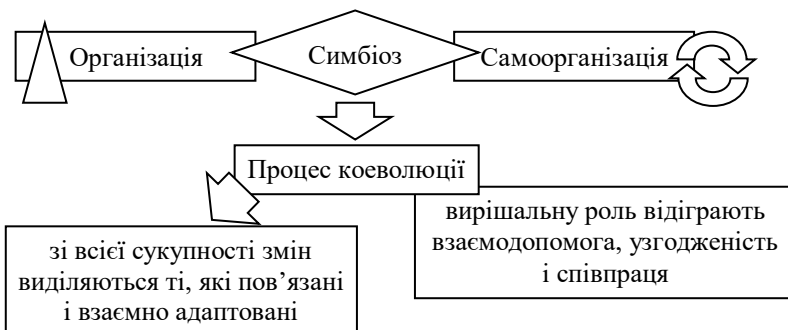 Організація
Симбіоз
Самоорганізація
Процес коеволюції
зі всієї сукупності змін
виділяються ті, які пов’язані
і взаємно адаптовані
вирішальну роль відіграють
взаємодопомога, узгодженість
і співпраця